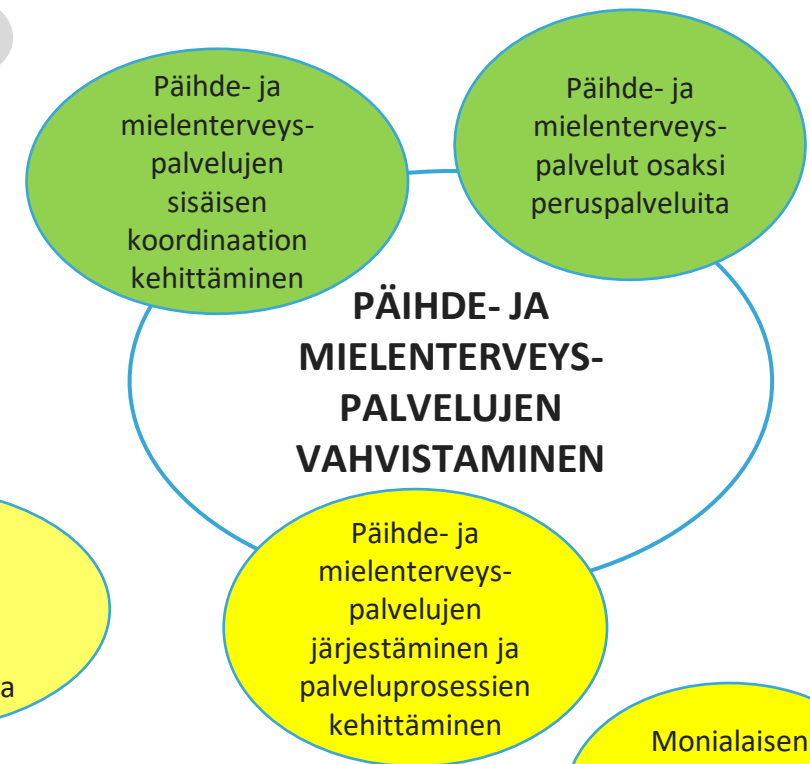 Päihde- ja
mielenterveys-
palvelujen
sisäisen
koordinaation
kehittäminen
Päihde- ja
mielenterveys-
palvelut osaksi
peruspalveluita
PÄIHDE- JA
MIELENTERVEYS-
PALVELUJEN
VAHVISTAMINEN
Päihde- ja
mielenterveys-
palvelujen
järjestäminen ja
palveluprosessien
kehittäminen
a
Monialaisen